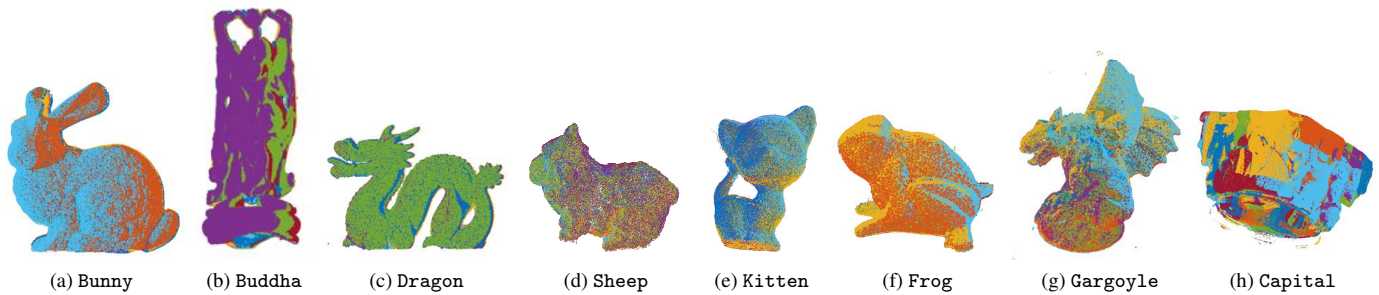 (a) Bunny
(b) Buddha
(c) Dragon
(d) Sheep
(e) Kitten
(f) Frog
(g) Gargoyle
(h) Capital